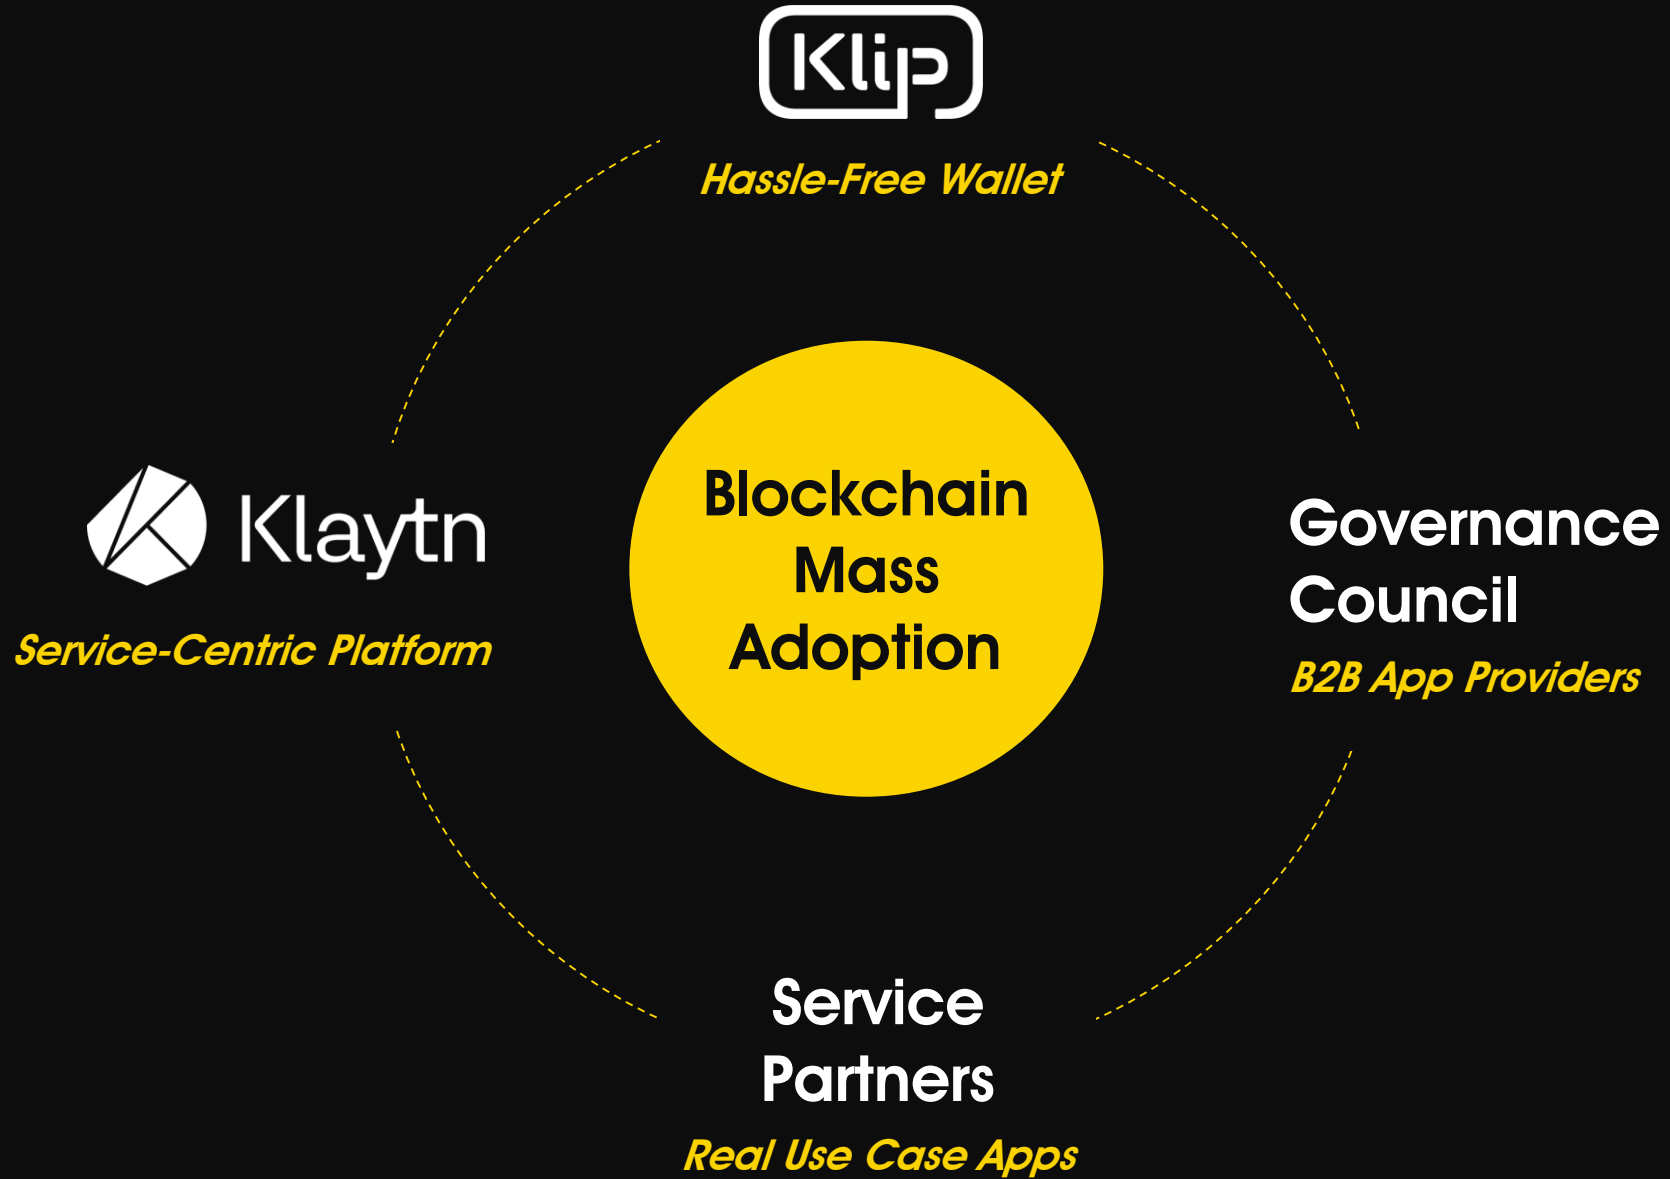 Klip
Hassle-Free Wallet
Klaytn
Service-Centric Platform
Blockchain
Mass
Adoption
Governance
Council
B2B App Providers
Service
Partners
Real Use Case Apps